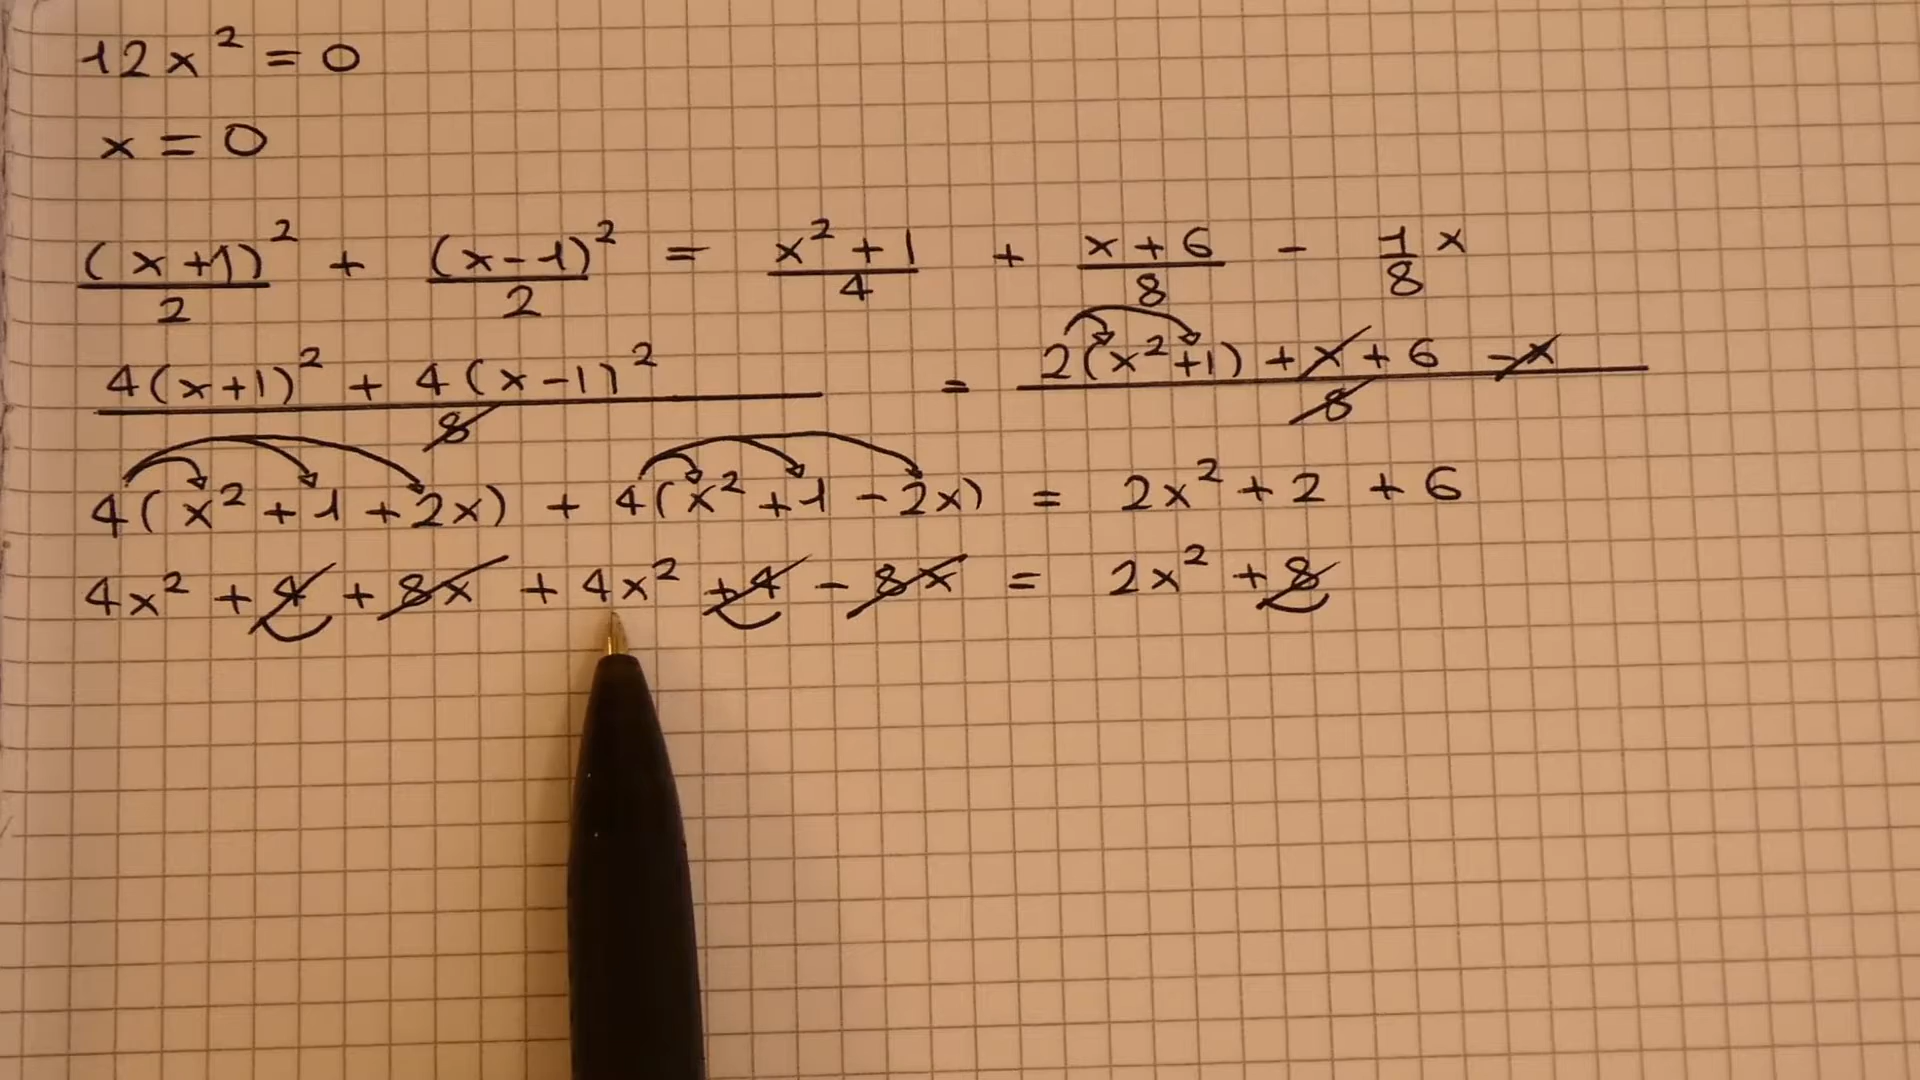 12x² = 0
x = 0
(x+1)²/2 + (x-1)²/2 = (x²+1)/4 + (x+6)/8 - 1/8 x
(4(x+1)² + 4(x-1)²)/8 = (2(x²+1) + x + 6 - x)/8
4(x²+1+2x) + 4(x²+1-2x) = 2x²+2 +6
4x² + 4 + 8x + 4x² + 4 - 8x = 2x² + 8